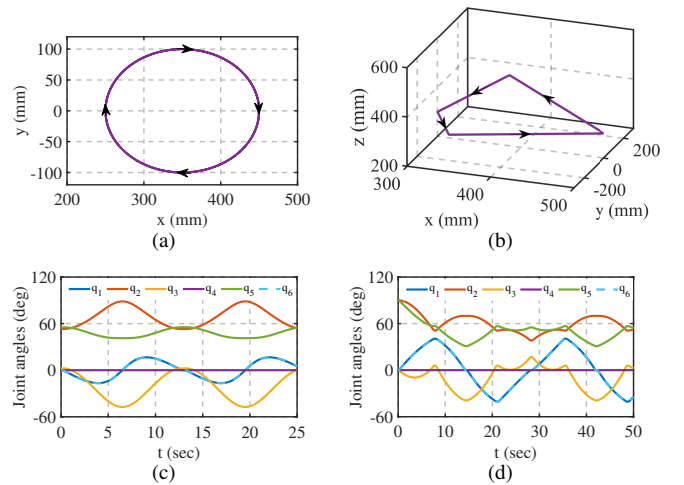 100
50
0
-50
-100
y (mm)
200 300 400 500
x (mm)
(a)
600
400
200
z (mm)
300
400
500
x (mm)
-200
0
200
y (mm)
(b)
120
60
0
-60
Joint angles (deg)
q1 q2 q3 q4 q5 q6
0 5 10 15 20 25
t (sec)
(c)
120
60
0
-60
Joint angles (deg)
q1 q2 q3 q4 q5 q6
0 10 20 30 40 50
t (sec)
(d)